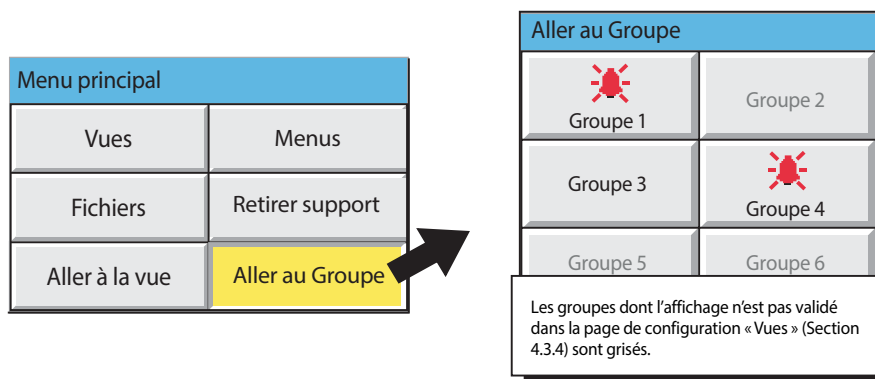 Menu principal
Vues
Menus
Fichiers
Retirer support
Aller à la vue
Aller au Groupe
Aller au Groupe
Groupe 1
Groupe 2
Groupe 3
Groupe 4
Groupe 5
Groupe 6
Les groupes dont l'affichage n'est pas validé
dans la page de configuration « Vues » (Section
4.3.4) sont grisés.